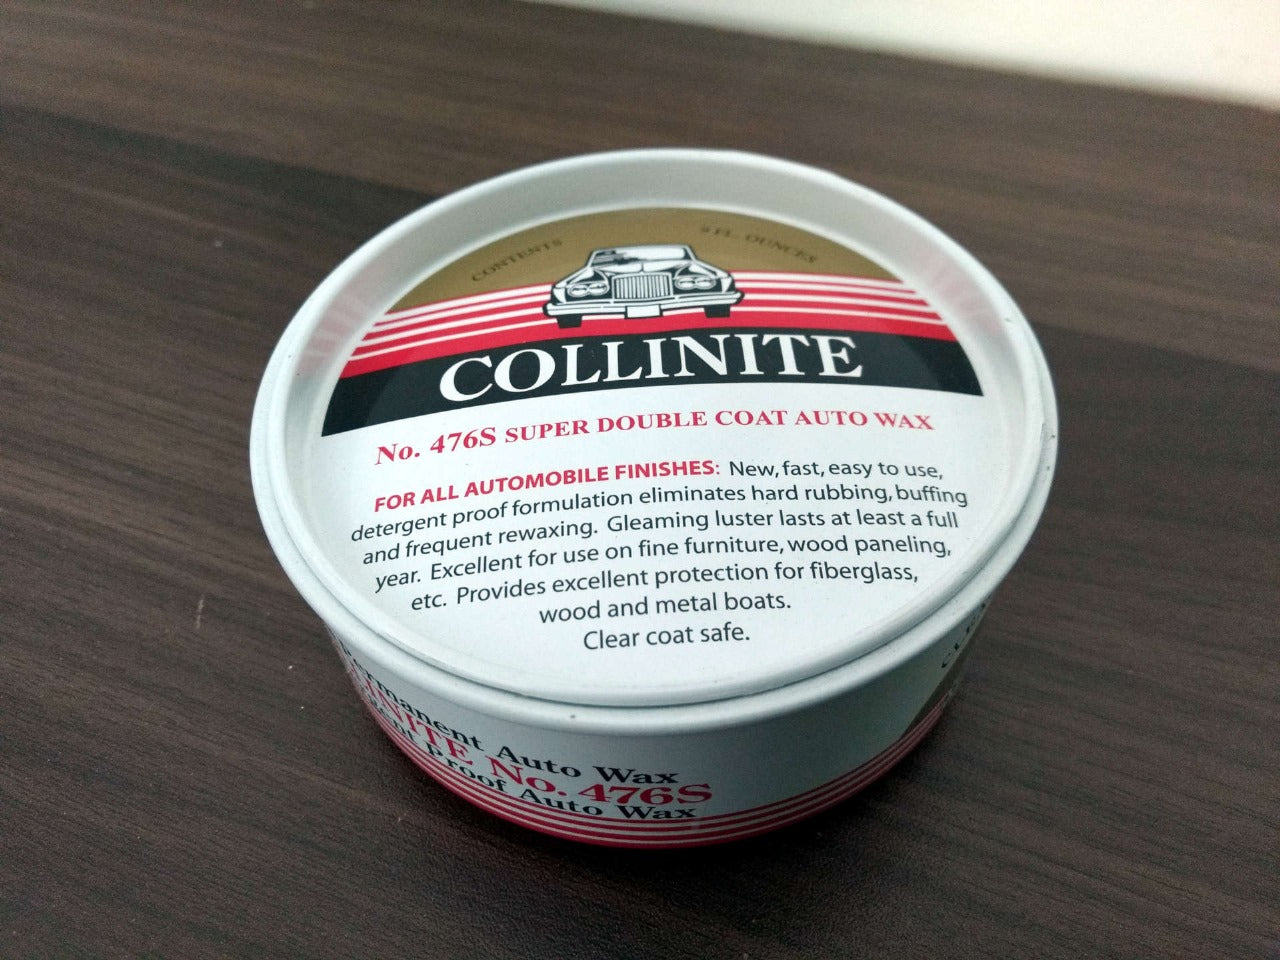 CONTENTS 9 FL. OUNCES
COLLINITE
No. 476S SUPER DOUBLE COAT AUTO WAX
FOR ALL AUTOMOBILE FINISHES: New, fast, easy to use,
detergent proof formulation eliminates hard rubbing, buffing
and frequent rewaxing. Gleaming luster lasts at least a full
year. Excellent for use on fine furniture, wood paneling,
etc. Provides excellent protection for fiberglass,
wood and metal boats.
Clear coat safe.
Permanent Auto Wax
No. 476S
proof Auto Wax